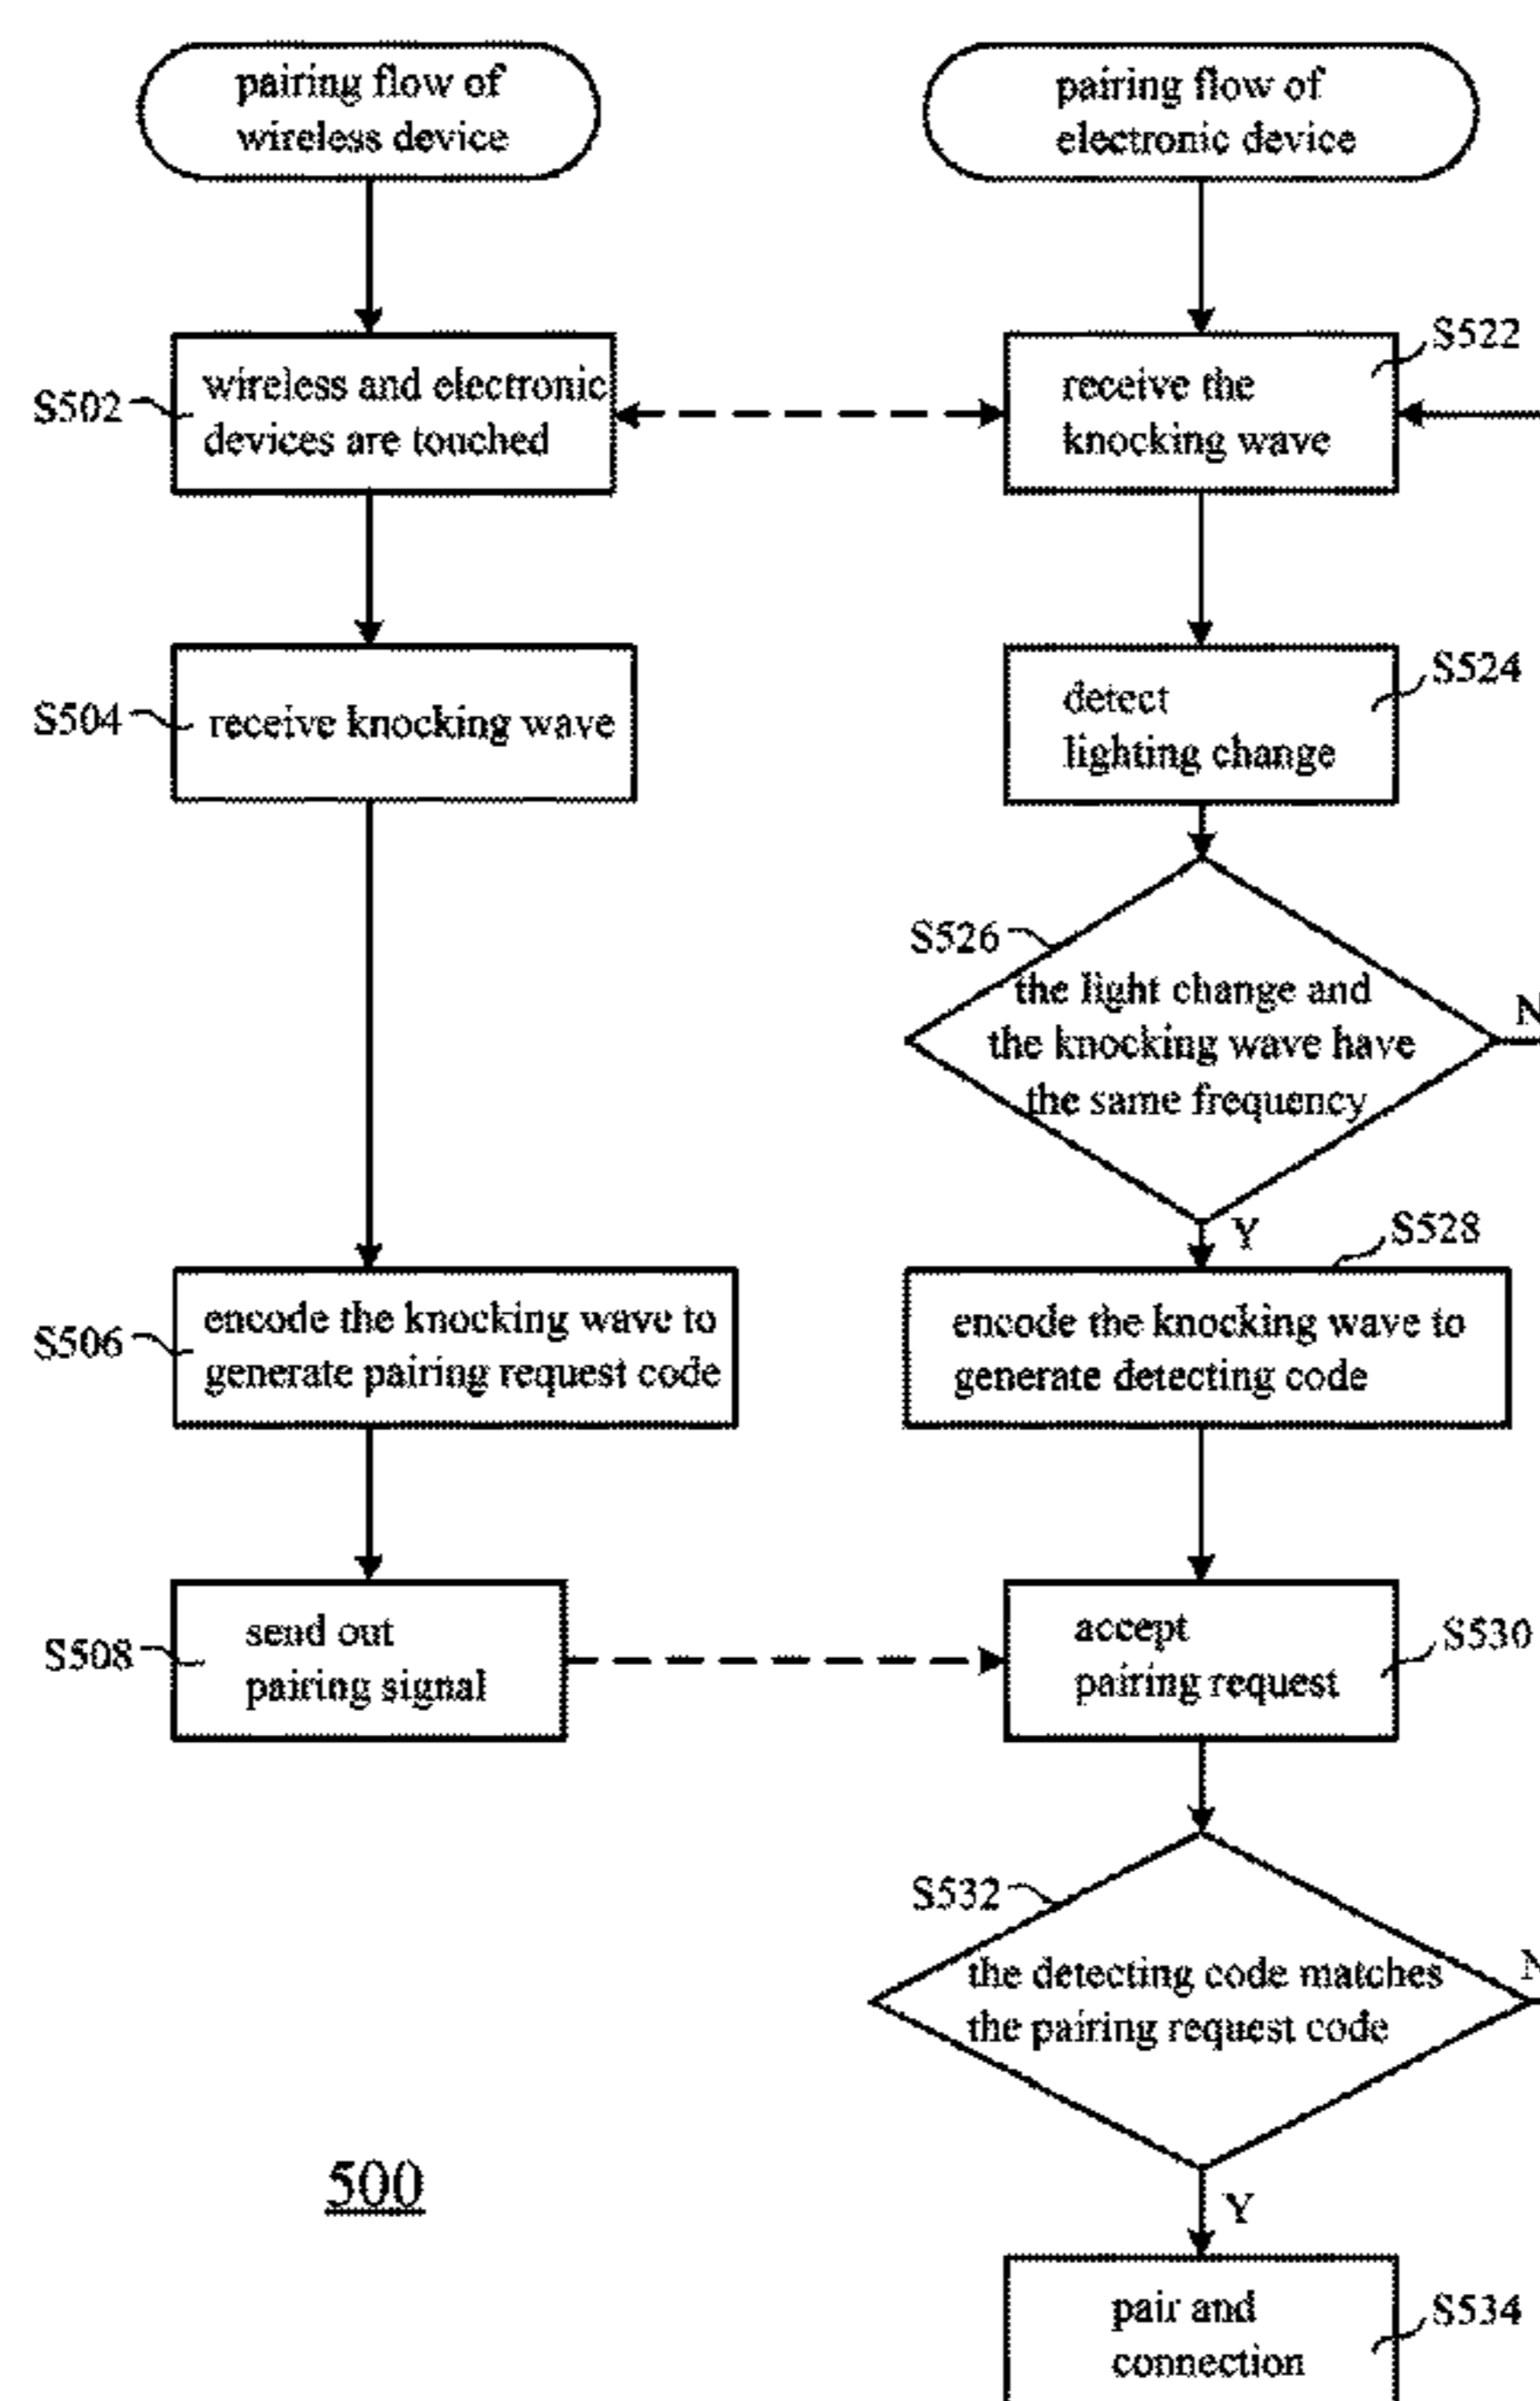 pairing flow of
wireless device
pairing flow of
electronic device
S502
wireless and electronic
devices are touched
S522
receive the
knocking wave
S504
receive knocking wave
S524
detect
lighting change
S526
the light change and
the knocking wave have
the same frequency
N
Y
S506
encode the knocking wave to
generate pairing request code
S528
encode the knocking wave to
generate detecting code
S508
send out
pairing signal
S530
accept
pairing request
S532
the detecting code matches
the pairing request code
N
Y
500
S534
pair and
connection